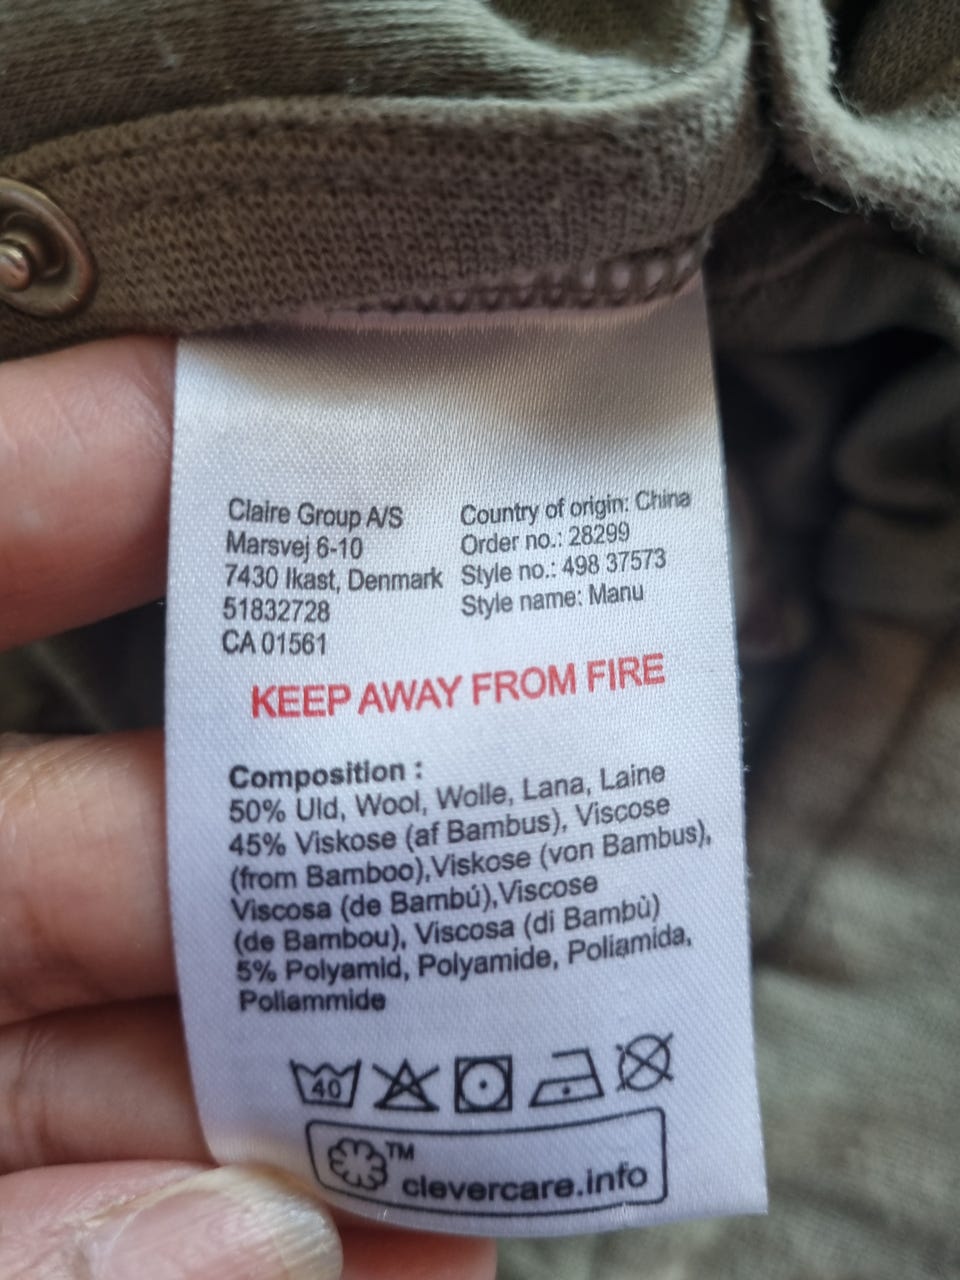 Claire Group A/S
Marsvej 6-10
7430 Ikast, Denmark
51832728
CA 01561
Country of origin: China
Order no.: 28299
Style no.: 498 37573
Style name: Manu
KEEP AWAY FROM FIRE
Composition :
50% Uld, Wool, Wolle, Lana, Laine
45% Viskose (af Bambus), Viscose
(from Bamboo),Viskose (von Bambus),
Viscosa (de Bambú),Viscose
(de Bambou), Viscosa (di Bambù)
5% Polyamid, Polyamide, Poliamida,
Poliammide
40
TM
clevercare.info